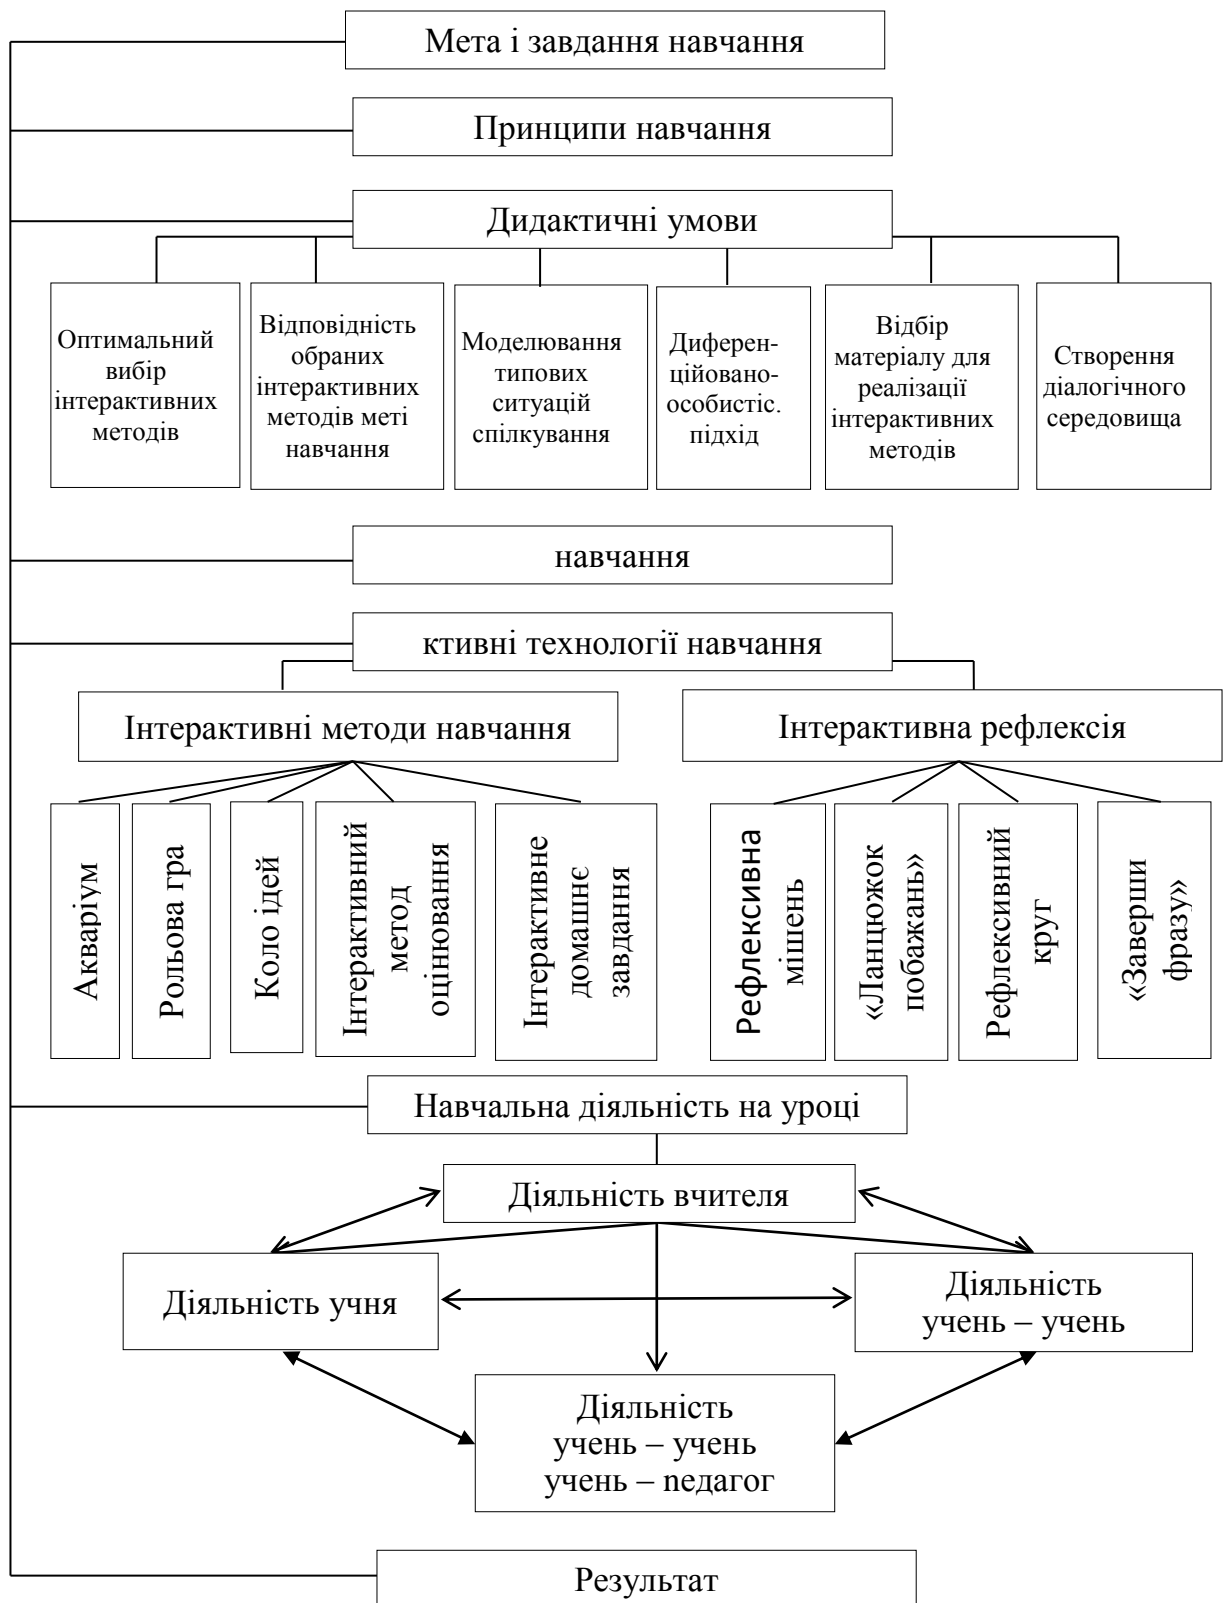 Мета і завдання навчання
Принципи навчання
Дидактичні умови
Оптимальний
вибір
інтерактивних
методів
Відповідність
обраних
інтерактивних
методів меті
навчання
Моделювання
типових
ситуацій
спілкування
Диферен-
ційовано-
особистіс.
підхід
Відбір
матеріалу для
реалізації
інтерактивних
методів
Створення
діалогічного
середовища
навчання
ктивні технології навчання
Інтерактивні методи навчання
Інтерактивна рефлексія
Акваріум
Рольова гра
Коло ідей
Інтерактивний
метод
оцінювання
Інтерактивне
домашнє
завдання
Рефлексивна
мішень
«Ланцюжок
побажань»
Рефлексивний
круг
«Заверши
фразу»
Навчальна діяльність на уроці
Діяльність вчителя
Діяльність учня
Діяльність
учень – учень
Діяльність
учень – учень
учень – педагог
Результат